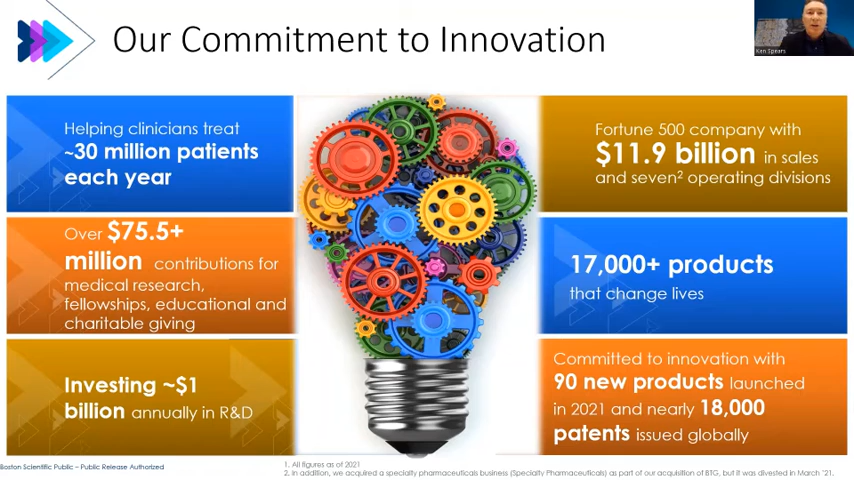 Our Commitment to Innovation
Ken Spears
Helping clinicians treat
~30 million patients
each year
Over $75.5+
million contributions for
medical research,
fellowships, educational and
charitable giving
Investing ~$1
billion annually in R&D
Fortune 500 company with
$11.9 billion in sales
and seven² operating divisions
17,000+ products
that change lives
Committed to innovation with
90 new products launched
in 2021 and nearly 18,000
patents issued globally
Boston Scientific Public – Public Release Authorized
1. All figures as of 2021
2. In addition, we acquired a specialty pharmaceuticals business (Specialty Pharmaceuticals) as part of our acquisition of BTG, but it was divested in March '21.